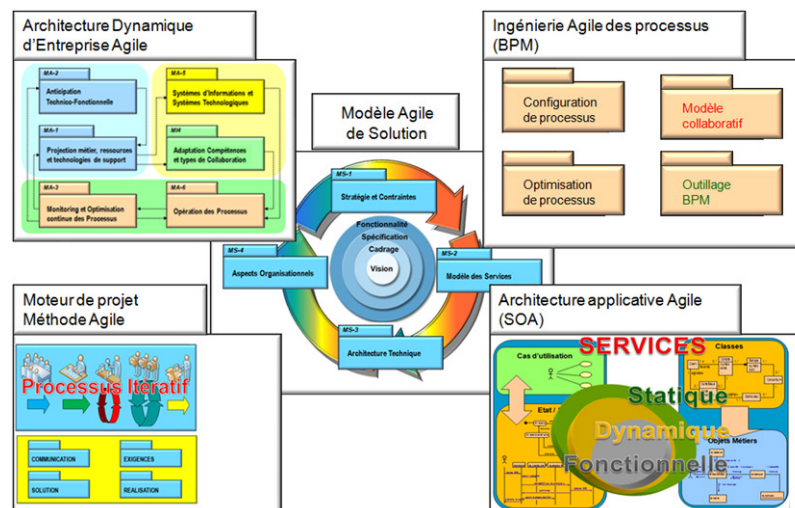 Architecture Dynamique
d'Entreprise Agile
MA-2
Anticipation
Technico-Fonctionnelle
MA-5
Systèmes d'Informations et
Systèmes Technologiques
MA-1
Projection métier, ressources
et technologies de support
MA4
Adaptation Compétences
et types de Collaboration
MA-3
Monitoring et Optimisation
continue des Processus
MA-6
Opération des Processus
Modèle Agile
de Solution
MS-1
Stratégie et Contraintes
MS-4
Aspects Organisationnels
Fonctionnalité
Spécification
Cadrage
Vision
MS-2
Modèle des Services
MS-3
Architecture Technique
Ingénierie Agile des processus
(BPM)
Configuration
de processus
Modèle
collaboratif
Optimisation
de processus
Outillage
BPM
Moteur de projet
Méthode Agile
Processus Itératif
COMMUNICATION
EXIGENCES
SOLUTION
REALISATION
Architecture applicative Agile
(SOA)
SERVICES
Cas d'utilisation
Classes
Statique
Etat /
Dynamique
Objets Métiers
Fonctionnelle